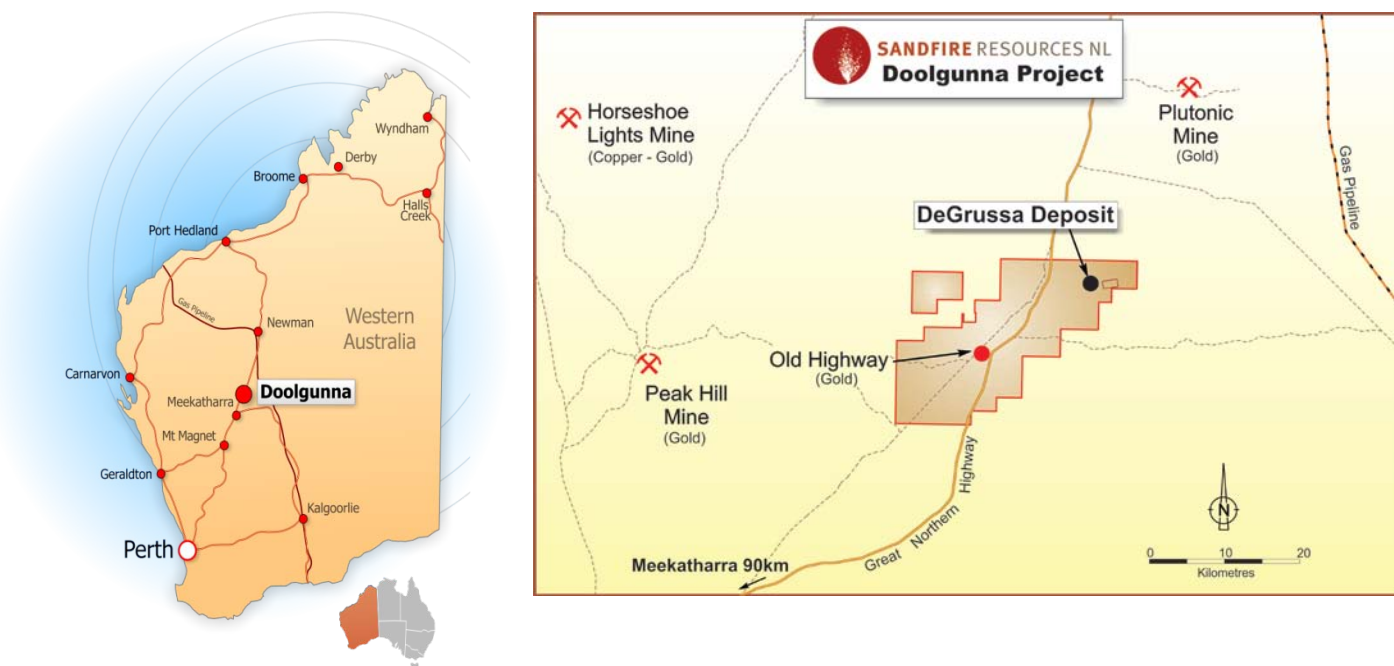 Wyndham
Derby
Broome
Halls
Creek
Port Hedland
Gas Pipeline
Newman
Western
Australia
Carnarvon
Doolgunna
Meekatharra
Mt Magnet
Geraldton
Kalgoorlie
Perth
SANDFIRE RESOURCES NL
Doolgunna Project
Horseshoe
Lights Mine
(Copper - Gold)
Plutonic
Mine
(Gold)
Gas Pipeline
DeGrussa Deposit
Old Highway
(Gold)
Peak Hill
Mine
(Gold)
Great Northern Highway
Meekatharra 90km
N
0 10 20
Kilometres